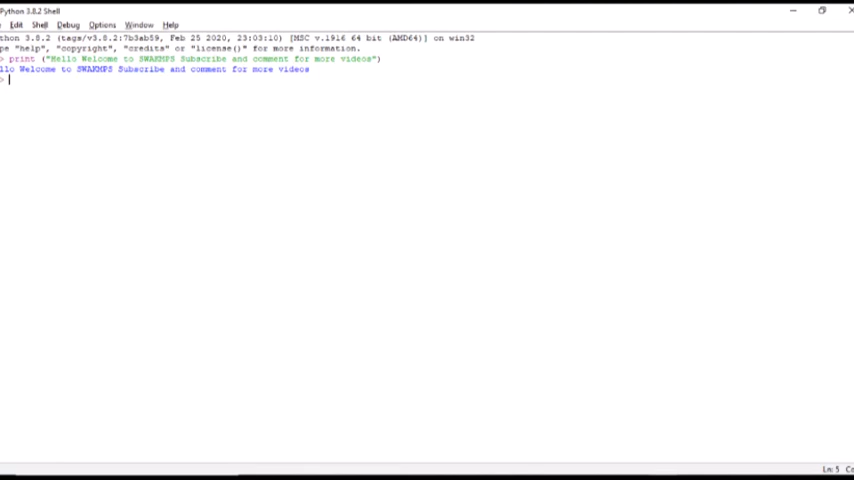 Python 3.8.2 Shell
Edit Shell Debug Options Window Help
thon 3.8.2 (tags/v3.8.2:7b3ab59, Feb 25 2020, 23:03:10) [MSC v.1916 64 bit (AMD64)] on win32
pe "help", "copyright", "credits" or "license()" for more information.
> print ("Hello Welcome to SWAKMPS Subscribe and comment for more videos")
llo Welcome to SWAKMPS Subscribe and comment for more videos
>
Ln: 5 Co